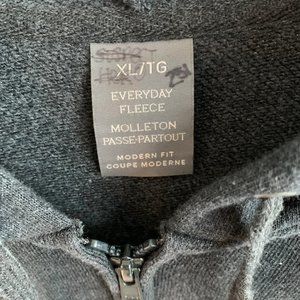 XL/TG
EVERYDAY
FLEECE
MOLLETON
PASSE-PARTOUT
MODERN FIT
COUPE MODERNE